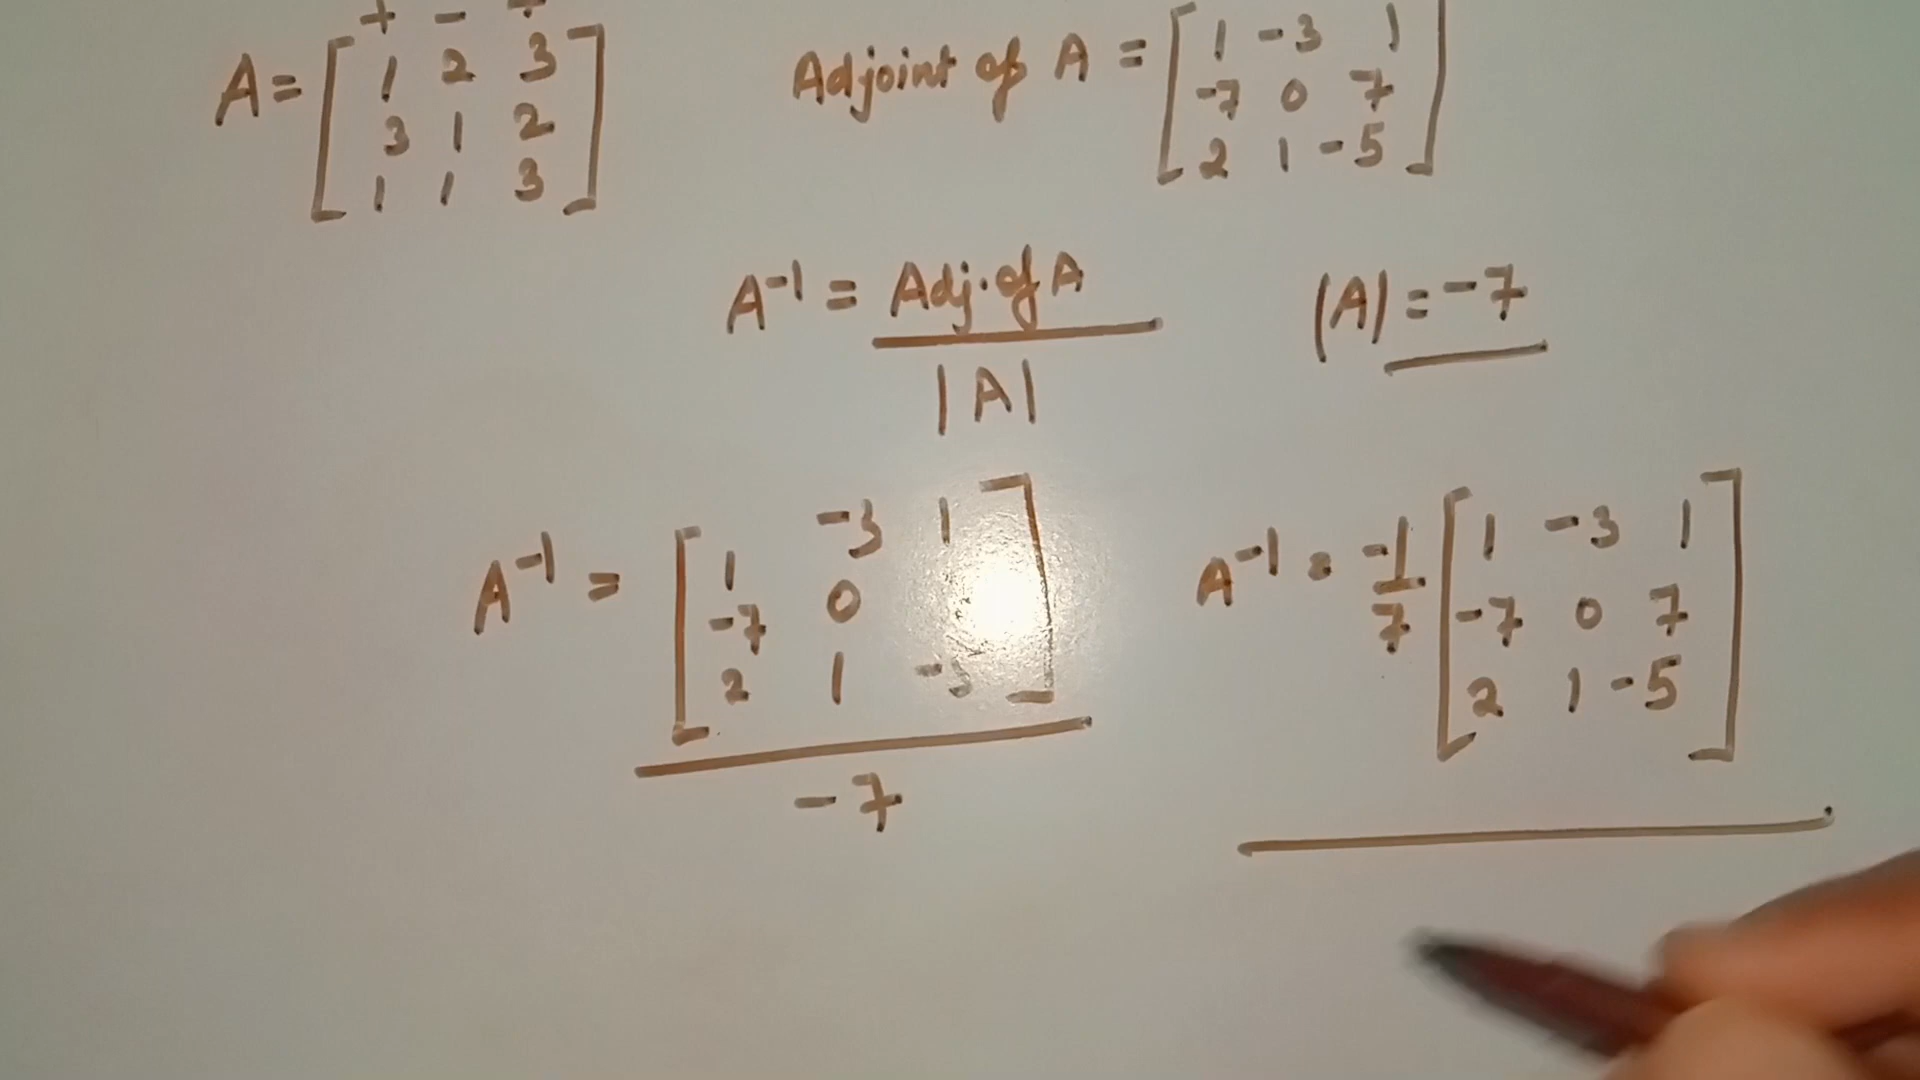 + - +
A = [ 1 2 3
3 1 2
1 1 3 ]
Adjoint of A = [ 1 -3 1
-7 0 7
2 1 -5 ]
A⁻¹ = Adj. of A
|A|
(A) = -7
A⁻¹ = [ 1 -3 1
-7 0
2 1 ]
-7
A⁻¹ = -1/7 [ 1 -3 1
-7 0 7
2 1 -5 ]